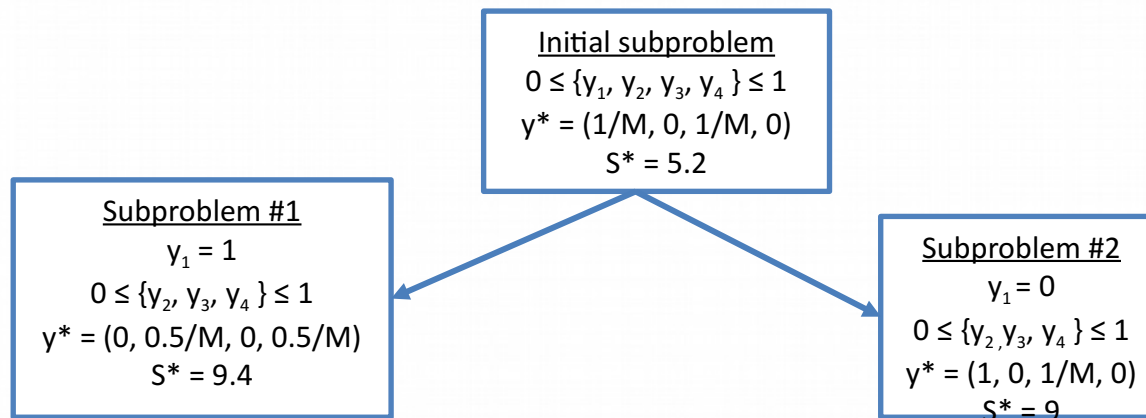 Initial subproblem
0 ≤ {y₁, y₂, y₃, y₄ } ≤ 1
y* = (1/M, 0, 1/M, 0)
S* = 5.2
Subproblem #1
y₁ = 1
0 ≤ {y₂, y₃, y₄ } ≤ 1
y* = (0, 0.5/M, 0, 0.5/M)
S* = 9.4
Subproblem #2
y₁ = 0
0 ≤ {y₂ ,y₃, y₄ } ≤ 1
y* = (1, 0, 1/M, 0)
S* = 9